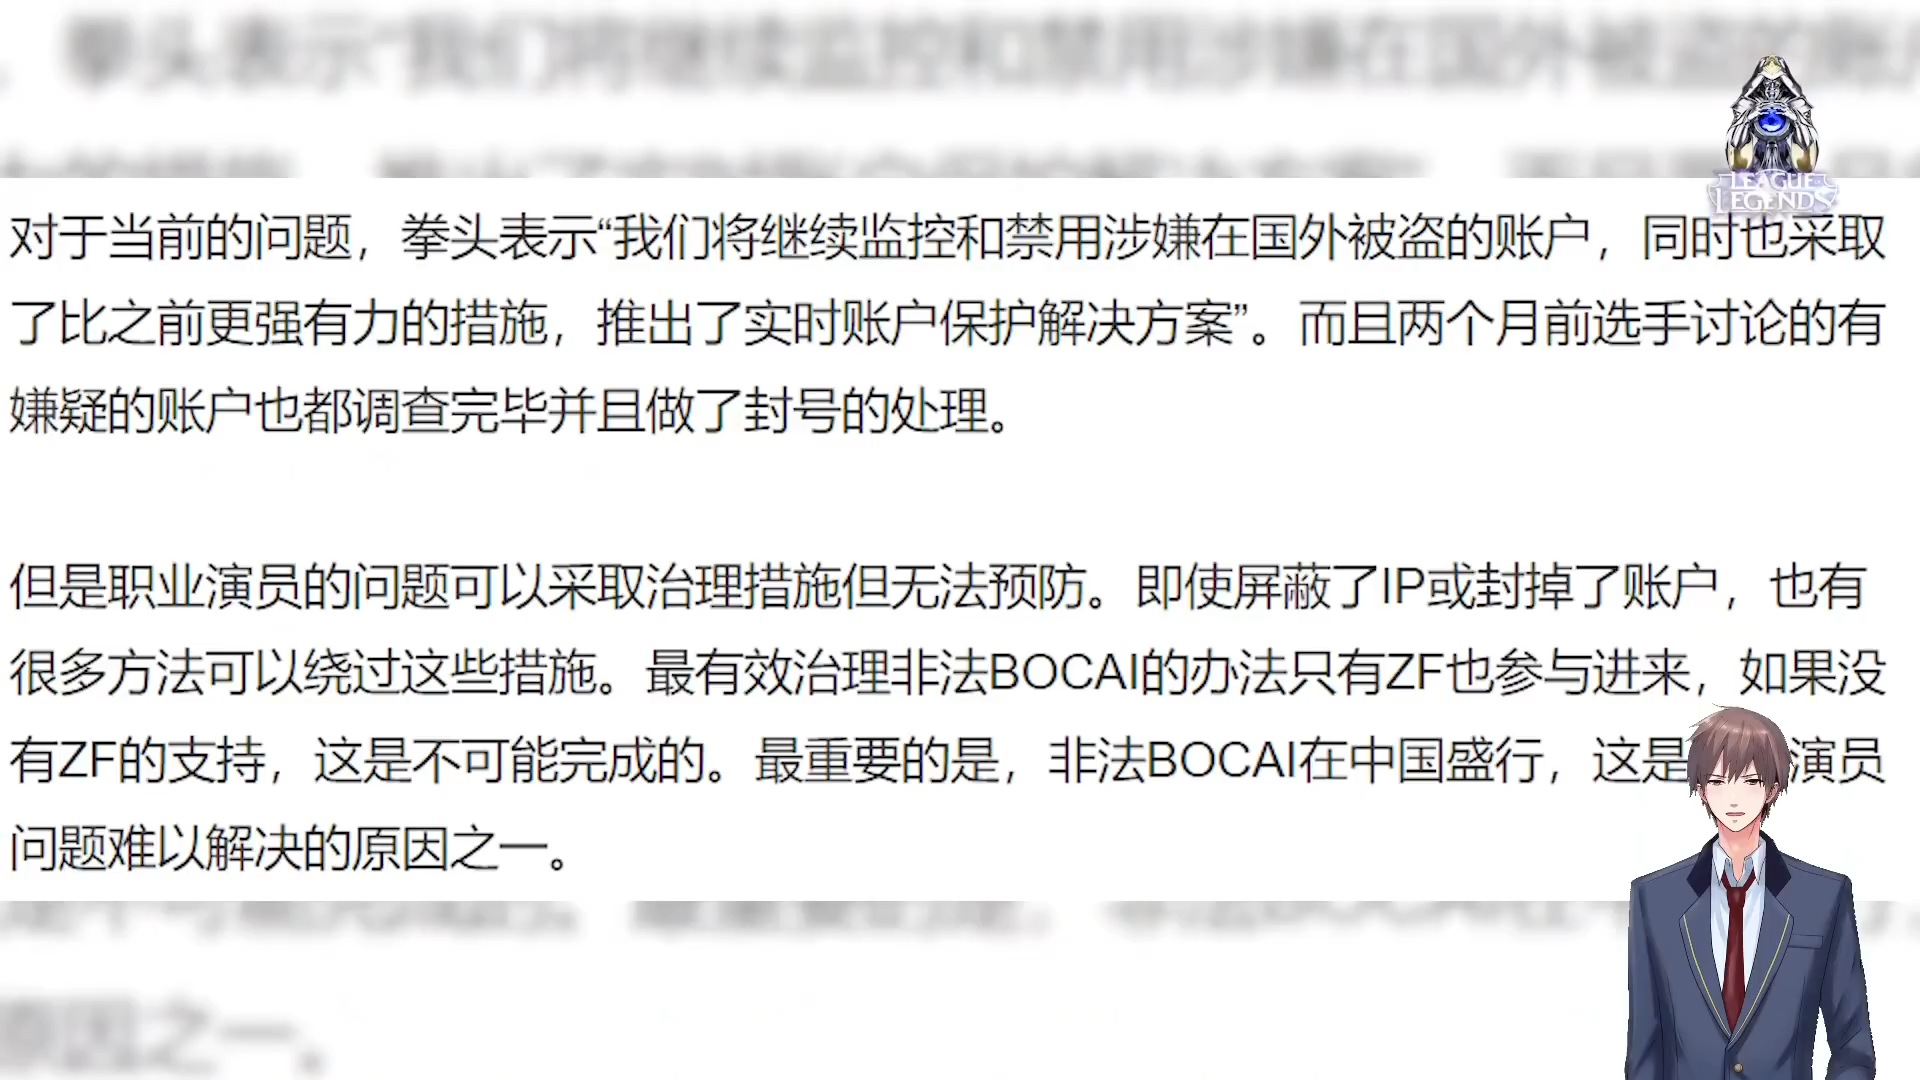 LEAGUE
LEGENDS
对于当前的问题，拳头表示“我们将继续监控和禁用涉嫌在国外被盗的账户，同时也采取
了比之前更强有力的措施，推出了实时账户保护解决方案”。而且两个月前选手讨论的有
嫌疑的账户也都调查完毕并且做了封号的处理。
但是职业演员的问题可以采取治理措施但无法预防。即使屏蔽了IP或封掉了账户，也有
很多方法可以绕过这些措施。最有效治理非法BOCAI的办法只有ZF也参与进来，如果没
有ZF的支持，这是不可能完成的。最重要的是，非法BOCAI在中国盛行，这是演员
问题难以解决的原因之一。